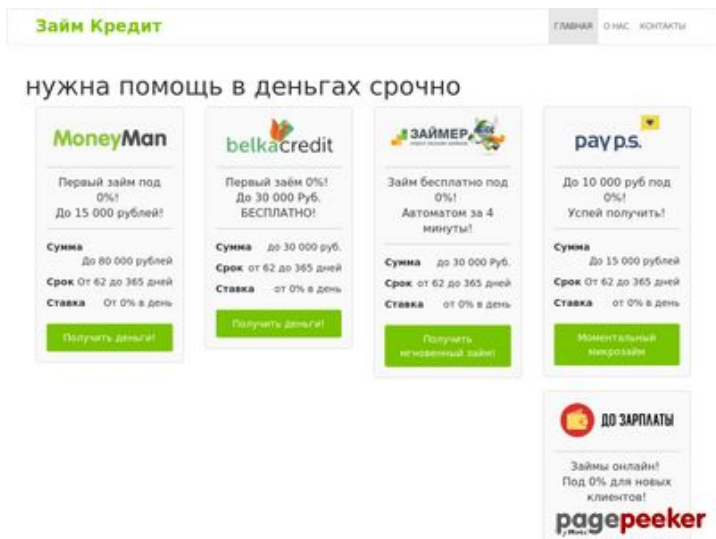 Займ Кредит
ГЛАВНАЯ О НАС. КОНТАКТЫ
нужна помощь в деньгах срочно
MoneyMan
Первый займ под
0%!
До 15 000 рублей!
Сумма
До 80 000 рублей
Срок От 62 до 365 дней
Ставка От 0% в день
Получить деньги!
belkacredit
Первый заём 0%!
До 30 000 Руб.
БЕСПЛАТНО!
Сумма до 30 000 руб.
Срок от 62 до 365 дней
Ставка от 0% в день
Получить деньги!
ЗАЙМЕР
Займ бесплатно под
0%!
Автоматом за 4
минуты!
Сумма до 30 000 Руб.
Срок от 62 до 365 дней
Ставка от 0% в день
Получить
мгновенный займ!
pay p.s.
До 10 000 руб под
0%!
Успей получить!
Сумма
До 15 000 рублей
Срок От 62 до 365 дней
Ставка от 0% в день
Моментальный
микрозайм
ДО ЗАРПЛАТЫ
Займы онлайн!
Под 0% для новых
клиентов!
pagepeeker